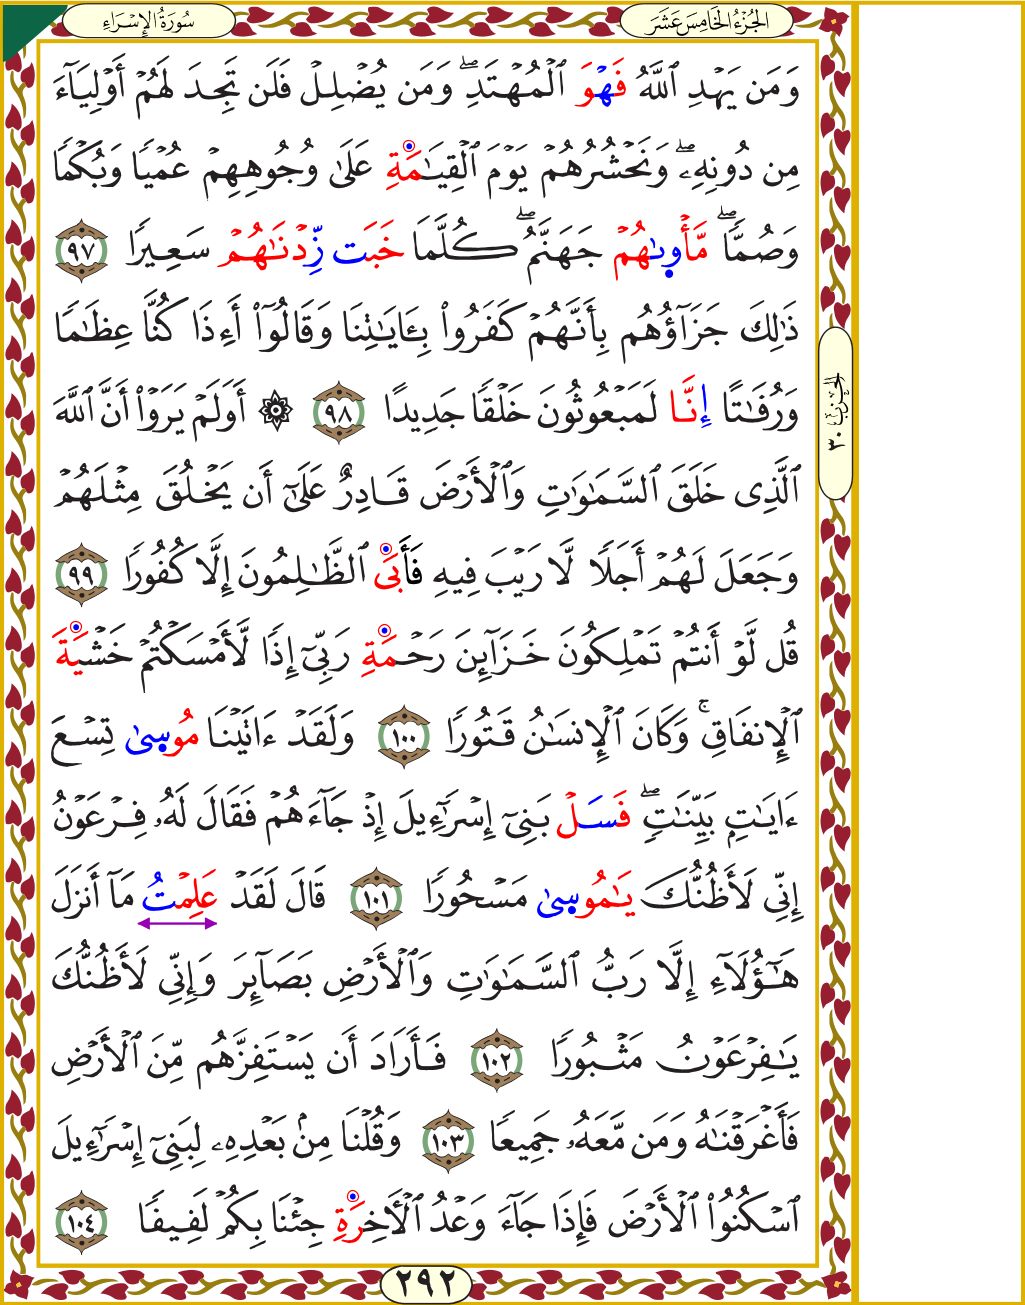 سُورَةُ الإِسْرَاءِ
الجُزْءُ الخَامِسَ عَشَرَ
وَمَن يَهْدِ ٱللَّهُ فَهْوَ ٱلْمُهْتَدِۖ وَمَن يُضْلِلْ فَلَن تَجِدَ لَهُمْ أَوْلِيَآءَ
مِن دُونِهِۦۖ وَنَحْشُرُهُمْ يَوْمَ ٱلْقِيَٰمَةِ عَلَىٰ وُجُوهِهِمْ عُمْيًا وَبُكْمًا
وَصُمًّاۖ مَّأْوِىٰهُمْ جَهَنَّمُۖ كُلَّمَا خَبَت زِّدْنَٰهُمْ سَعِيرًا ٩٧
ذَٰلِكَ جَزَآؤُهُم بِأَنَّهُمْ كَفَرُوا۟ بِـَٔايَٰتِنَا وَقَالُوٓا۟ أَءِذَا كُنَّا عِظَٰمًا
وَرُفَٰتًا إِنَّا لَمَبْعُوثُونَ خَلْقًا جَدِيدًا ٩٨ ۞ أَوَلَمْ يَرَوْا۟ أَنَّ ٱللَّهَ
ٱلَّذِى خَلَقَ ٱلسَّمَٰوَٰتِ وَٱلْأَرْضَ قَادِرٌ عَلَىٰٓ أَن يَخْلُقَ مِثْلَهُمْ
وَجَعَلَ لَهُمْ أَجَلًا لَّا رَيْبَ فِيهِ فَأَبَى ٱلظَّٰلِمُونَ إِلَّا كُفُورًا ٩٩
قُل لَّوْ أَنتُمْ تَمْلِكُونَ خَزَآئِنَ رَحْمَةِ رَبِّىٓ إِذًا لَّأَمْسَكْتُمْ خَشْيَةَ
ٱلْإِنفَاقِۚ وَكَانَ ٱلْإِنسَٰنُ قَتُورًا ١٠٠ وَلَقَدْ ءَاتَيْنَا مُوسِىٰ تِسْعَ
ءَايَٰتٍۭ بَيِّنَٰتٍۖ فَسَلْ بَنِىٓ إِسْرَٰٓءِيلَ إِذْ جَآءَهُمْ فَقَالَ لَهُۥ فِرْعَوْنُ
إِنِّى لَأَظُنُّكَ يَٰمُوسِىٰ مَسْحُورًا ١٠١ قَالَ لَقَدْ عَلِمْتُ مَآ أَنزَلَ
هَٰٓؤُلَآءِ إِلَّا رَبُّ ٱلسَّمَٰوَٰتِ وَٱلْأَرْضِ بَصَآئِرَ وَإِنِّى لَأَظُنُّكَ
يَٰفِرْعَوْنُ مَثْبُورًا ١٠٢ فَأَرَادَ أَن يَسْتَفِزَّهُم مِّنَ ٱلْأَرْضِ
فَأَغْرَقْنَٰهُ وَمَن مَّعَهُۥ جَمِيعًا ١٠٣ وَقُلْنَا مِنۢ بَعْدِهِۦ لِبَنِىٓ إِسْرَٰٓءِيلَ
ٱسْكُنُوا۟ ٱلْأَرْضَ فَإِذَا جَآءَ وَعْدُ ٱلْـَٔاخِرَةِ جِئْنَا بِكُمْ لَفِيفًا ١٠٤
الحزب ٣٠
٢٩٢